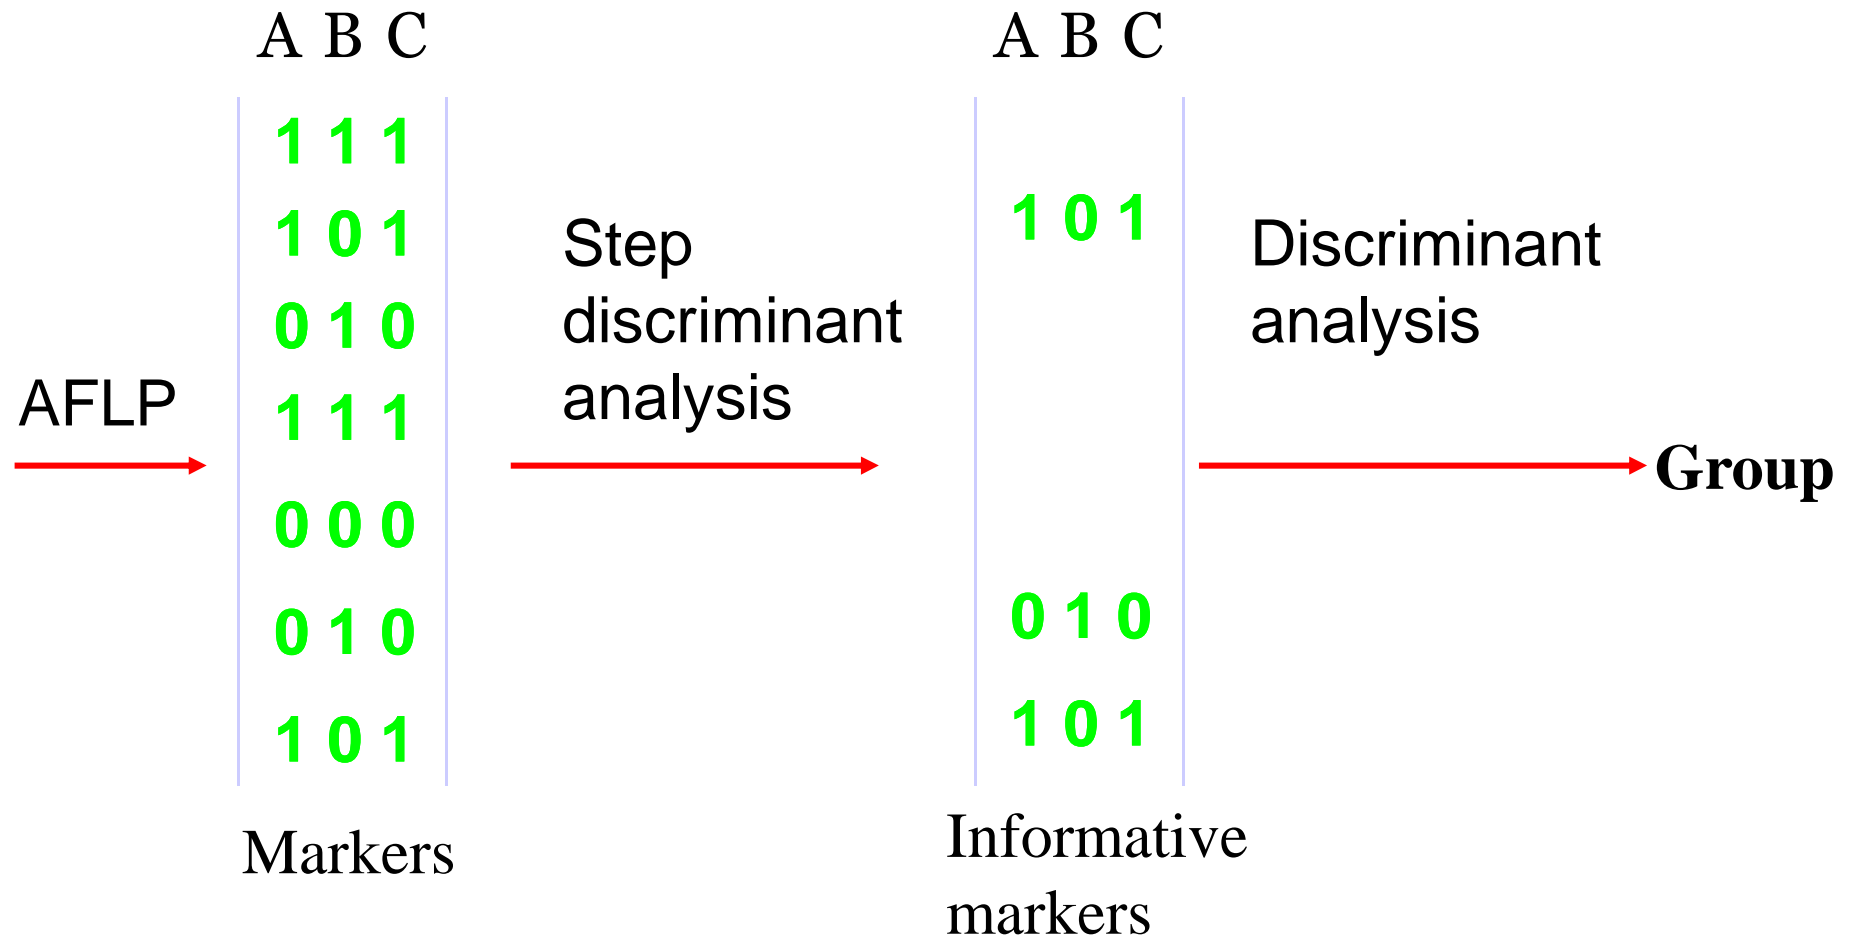 A B C
1 1 1
1 0 1
0 1 0
1 1 1
0 0 0
0 1 0
1 0 1
Markers
AFLP
Step
discriminant
analysis
A B C
1 0 1
0 1 0
1 0 1
Informative
markers
Discriminant
analysis
Group